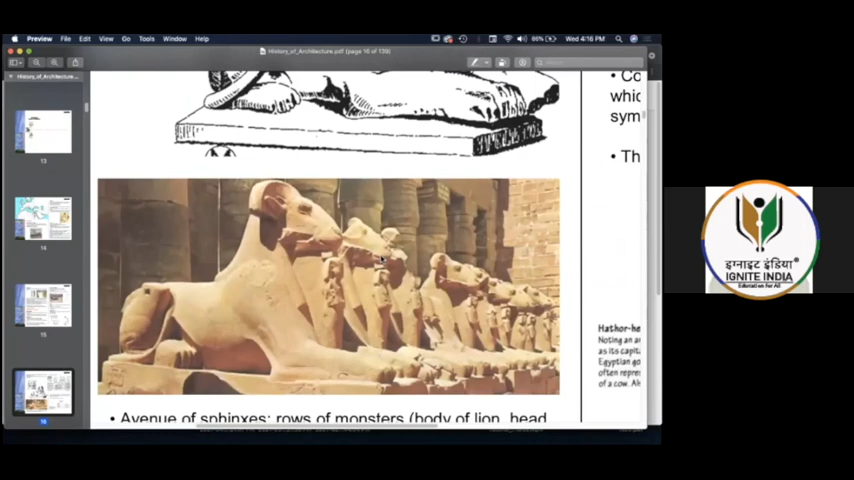 Preview File Edit View Go Tools Window Help
86% Wed 4:16 PM
History_of_Architecture.pdf (page 16 of 139)
Search
History_of_Architecture....
13
14
15
16
• Co
whic
sym
• Th
Hathor-he
Noting an a
as its capit
Egyptian go
often repres
of a cow. Al
• Avenue of sphinxes: rows of monsters (body of lion, head
इग्नाइट इंडिया
IGNITE INDIA
Education for All